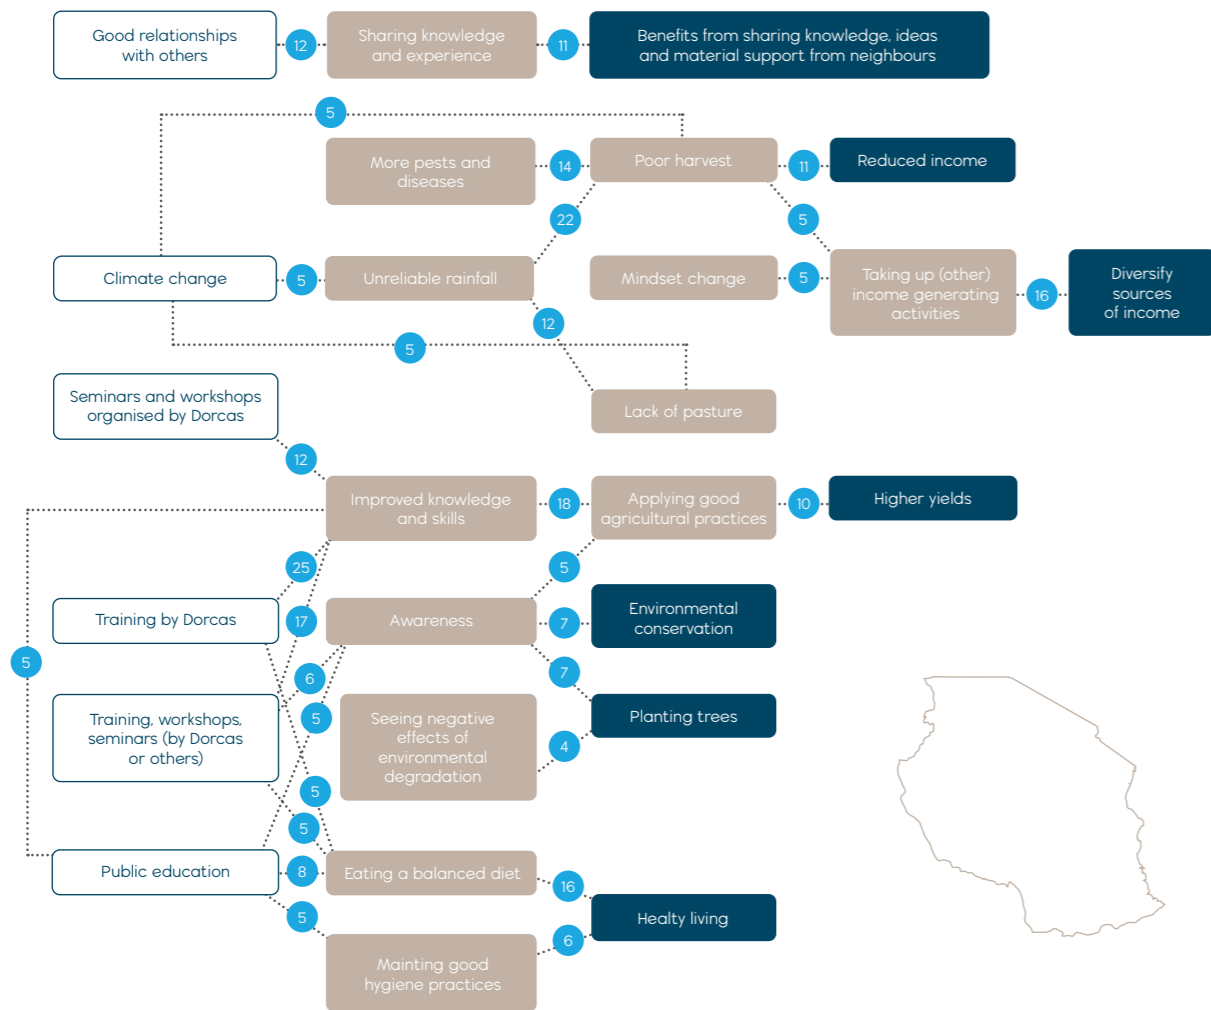 Good relationships
with others
12
Sharing knowledge
and experience
11
Benefits from sharing knowledge, ideas
and material support from neighbours
5
More pests and
diseases
14
Poor harvest
11
Reduced income
22
5
Climate change
5
Unreliable rainfall
Mindset change
5
Taking up (other)
income generating
activities
16
Diversify
sources
of income
12
5
Lack of pasture
Seminars and workshops
organised by Dorcas
12
Improved knowledge
and skills
18
Applying good
agricultural practices
10
Higher yields
25
5
Training by Dorcas
17
Awareness
7
Environmental
conservation
5
6
7
Training, workshops,
seminars (by Dorcas
or others)
5
Seeing negative
effects of
environmental
degradation
4
Planting trees
5
5
Public education
8
Eating a balanced diet
16
5
Healty living
6
Mainting good
hygiene practices